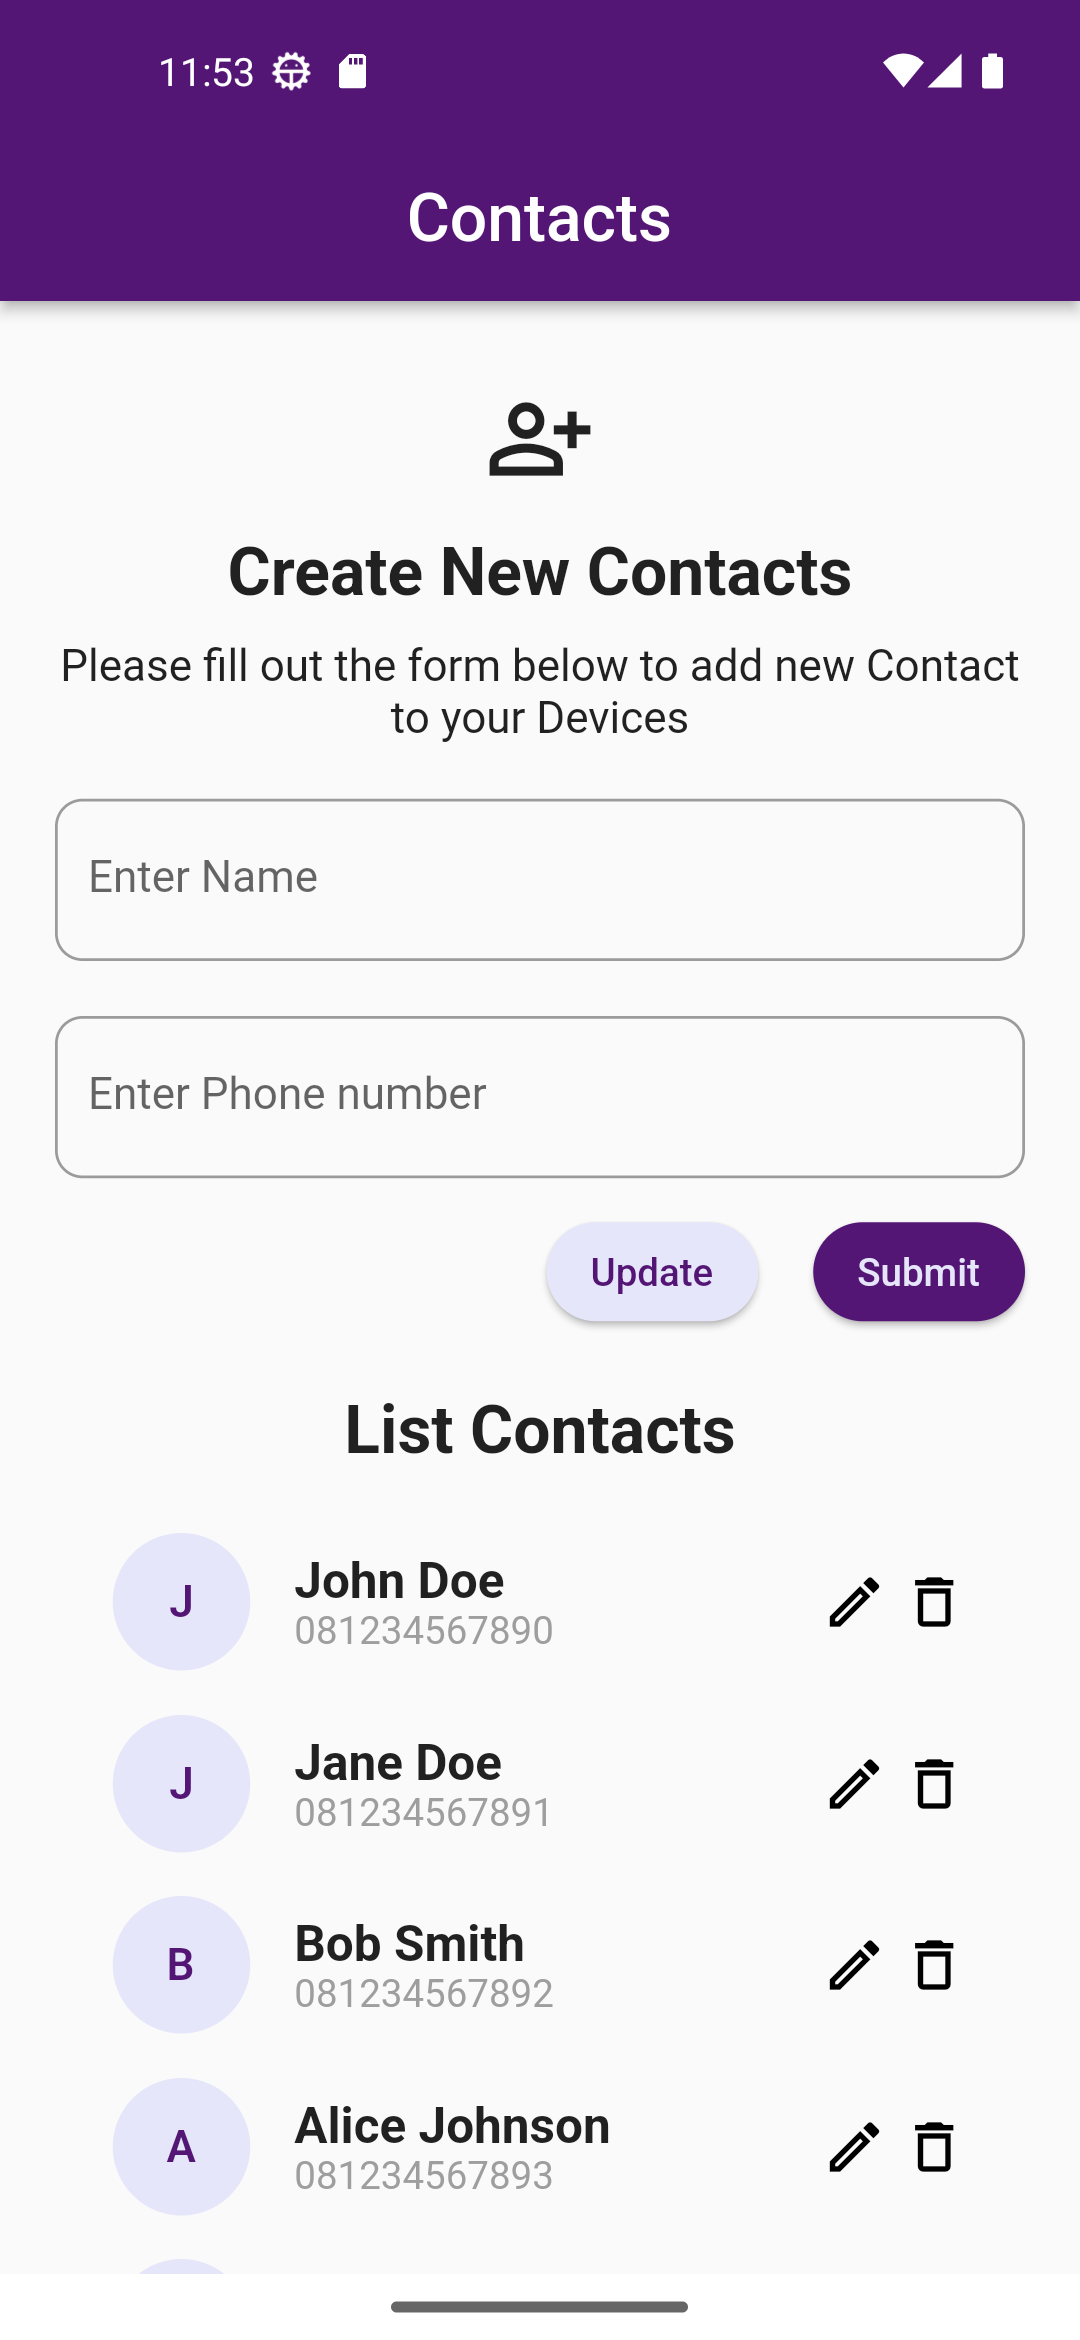 11:53
Contacts
Create New Contacts
Please fill out the form below to add new Contact
to your Devices
Enter Name
Enter Phone number
Update
Submit
List Contacts
J
John Doe
081234567890
J
Jane Doe
081234567891
B
Bob Smith
081234567892
A
Alice Johnson
081234567893